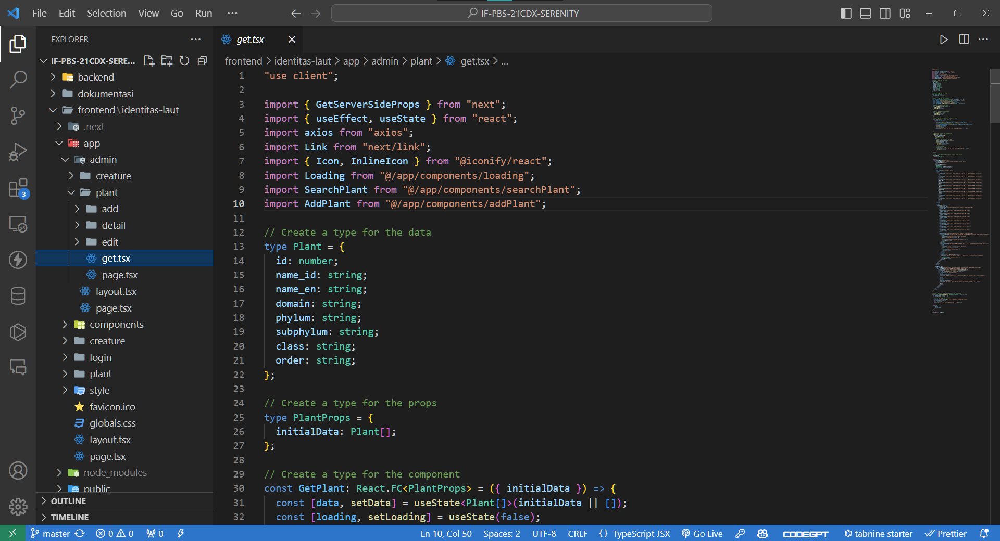 File Edit Selection View Go Run ··· IF-PBS-21CDX-SERENITY
EXPLORER
IF-PBS-21CDX-SERE...
backend
dokumentasi
frontend\identitas-laut
.next
app
admin
creature
plant
add
detail
edit
get.tsx
page.tsx
layout.tsx
page.tsx
components
creature
login
plant
style
favicon.ico
globals.css
layout.tsx
page.tsx
node_modules
public
OUTLINE
TIMELINE
3
get.tsx
frontend > identitas-laut > app > admin > plant > get.tsx > ...
1 "use client";
2
3 import { GetServerSideProps } from "next";
4 import { useEffect, useState } from "react";
5 import axios from "axios";
6 import Link from "next/link";
7 import { Icon, InlineIcon } from "@iconify/react";
8 import Loading from "@/app/components/loading";
9 import SearchPlant from "@/app/components/searchPlant";
10 import AddPlant from "@/app/components/addPlant";
11
12 // Create a type for the data
13 type Plant = {
14 id: number;
15 name_id: string;
16 name_en: string;
17 domain: string;
18 phylum: string;
19 subphylum: string;
20 class: string;
21 order: string;
22 };
23
24 // Create a type for the props
25 type PlantProps = {
26 initialData: Plant[];
27 };
28
29 // Create a type for the component
30 const GetPlant: React.FC<PlantProps> = ({ initialData }) => {
31 const [data, setData] = useState<Plant[]>(initialData || []);
32 const [loading, setLoading] = useState(false);
master 0 0 0 Ln 10, Col 50 Spaces: 2 UTF-8 CRLF {} TypeScript JSX Go Live CODEGPT tabnine starter Prettier